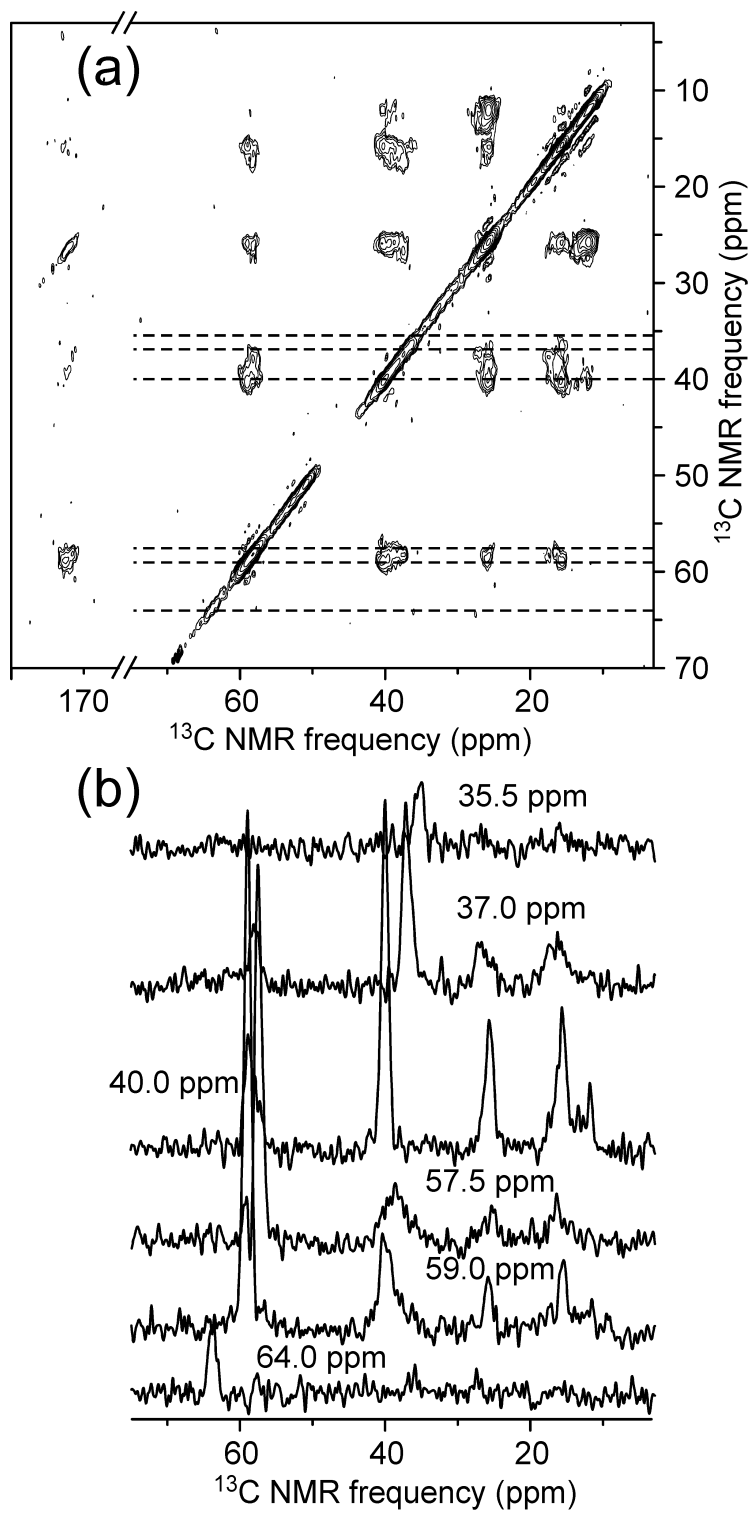 (a)
10
20
30
40
50
60
70
¹³C NMR frequency (ppm)
170 60 40 20
¹³C NMR frequency (ppm)
(b)
35.5 ppm
37.0 ppm
40.0 ppm
57.5 ppm
59.0 ppm
64.0 ppm
60 40 20
¹³C NMR frequency (ppm)